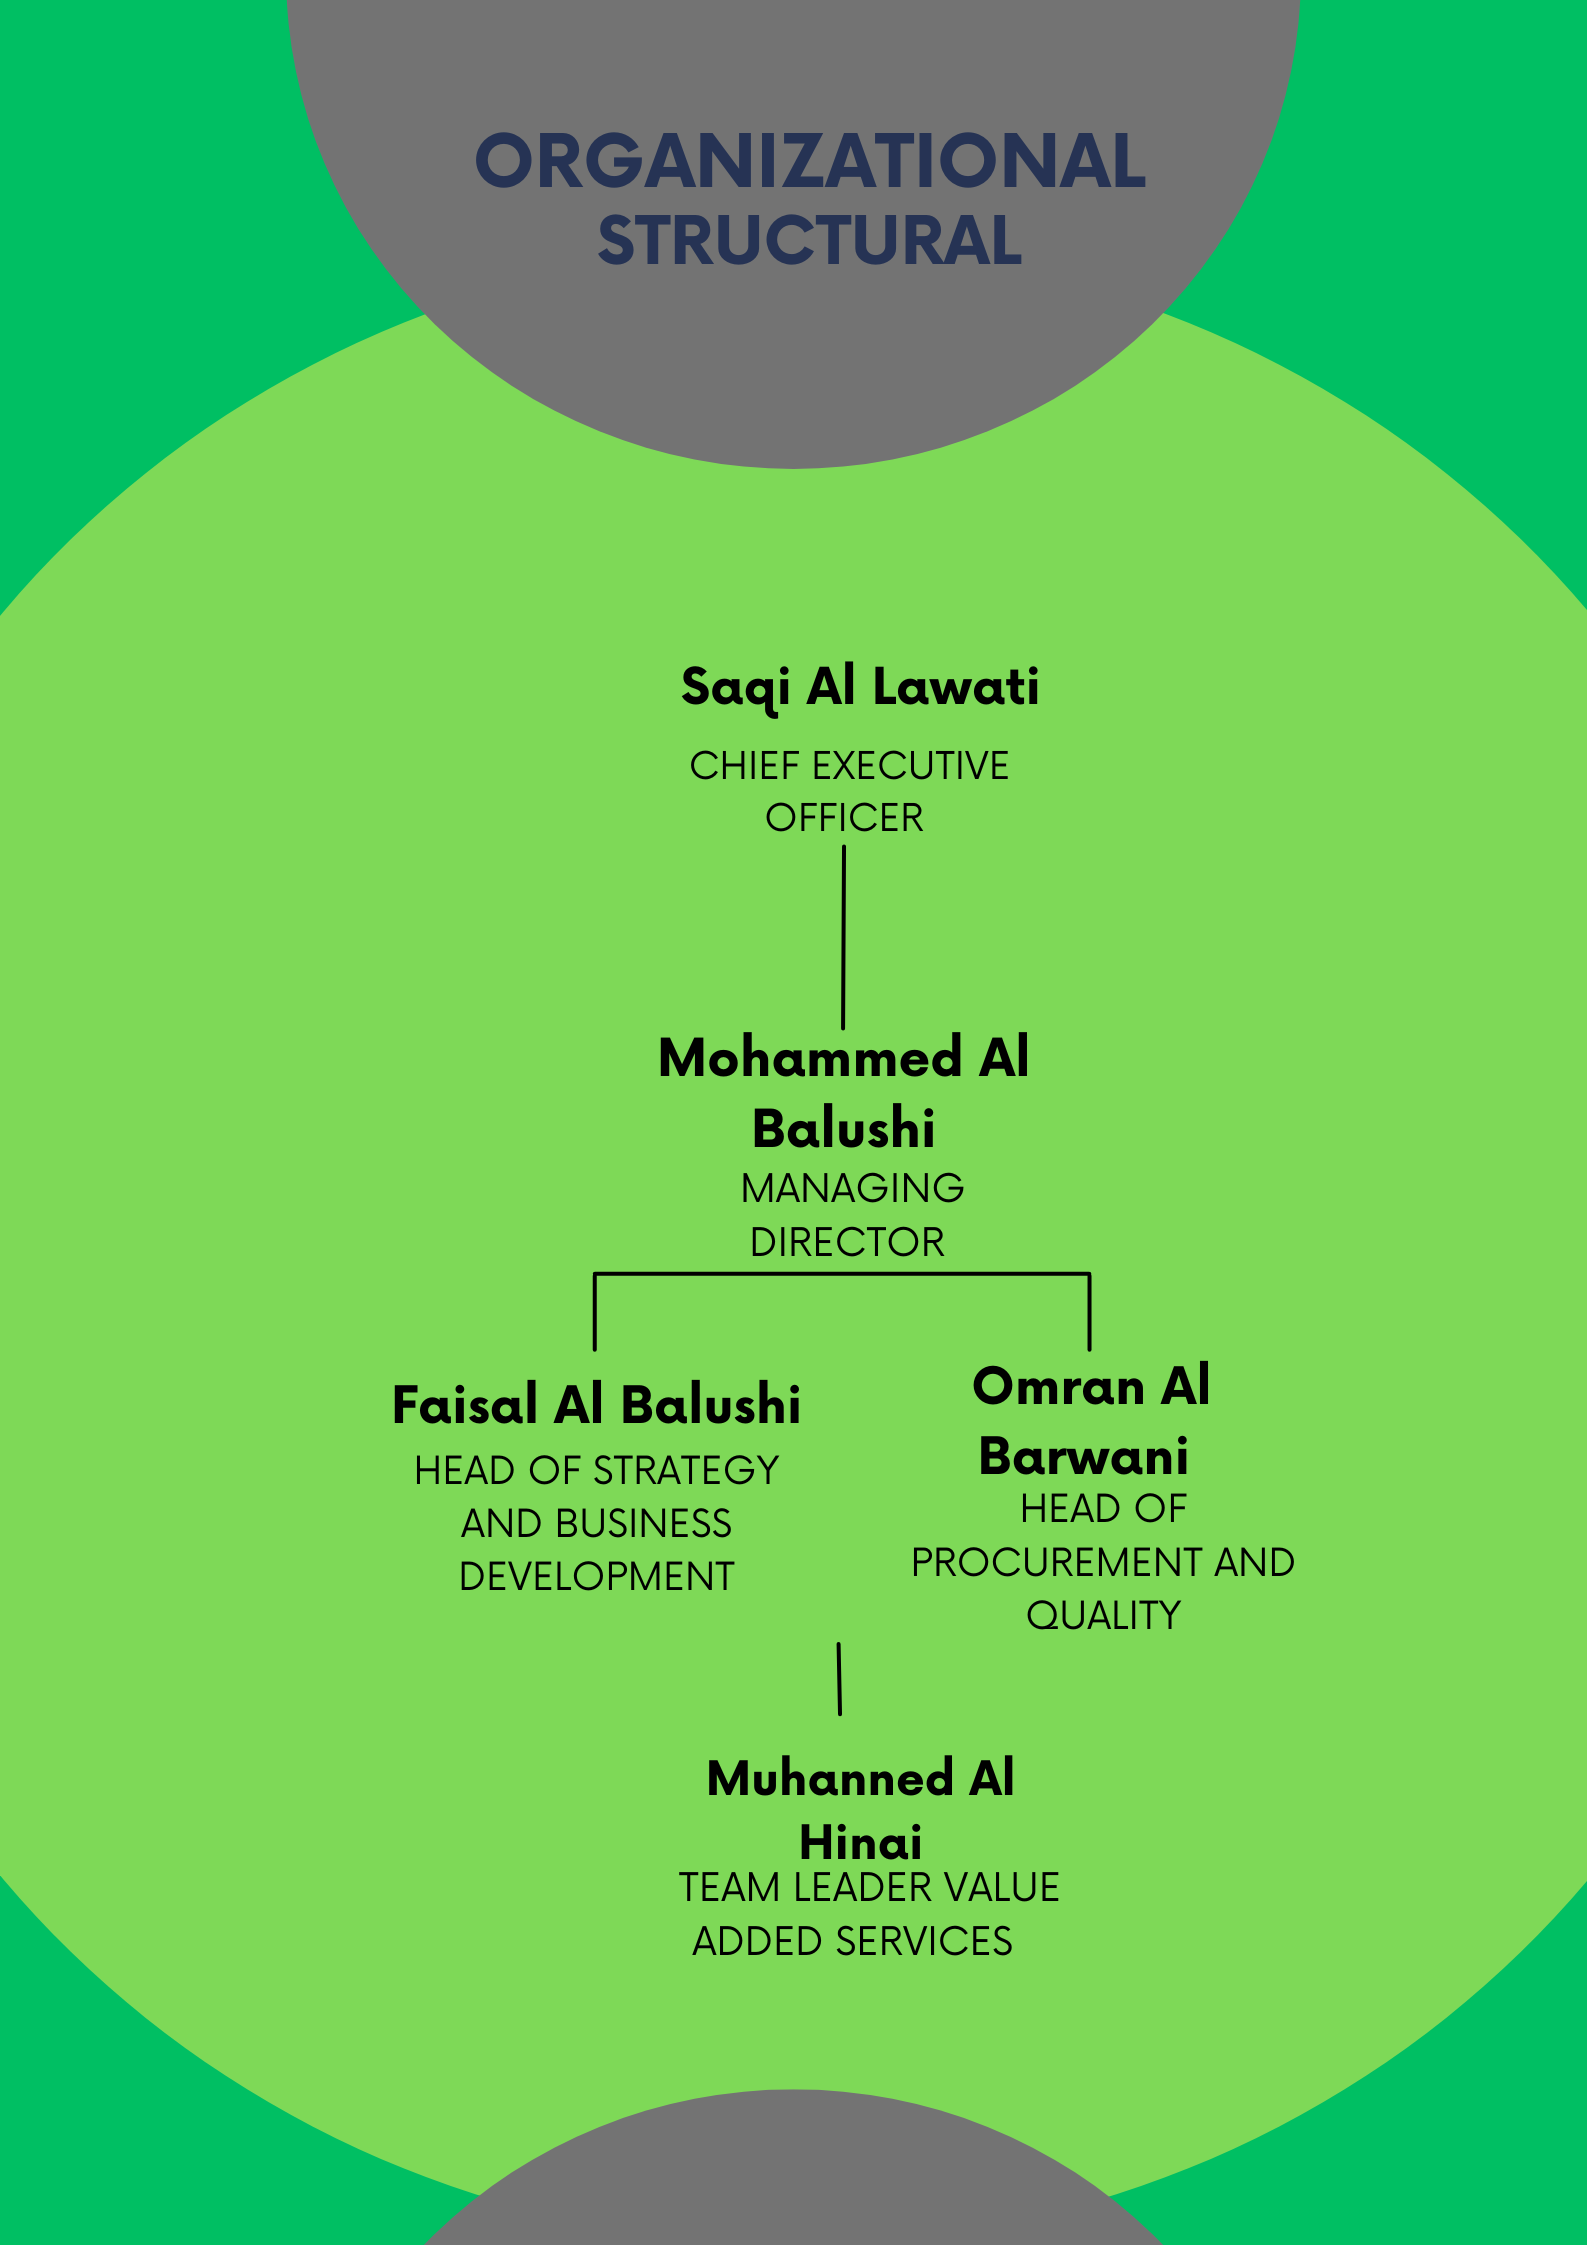 ORGANIZATIONAL
STRUCTURAL
Saqi Al Lawati
CHIEF EXECUTIVE
OFFICER
Mohammed Al
Balushi
MANAGING
DIRECTOR
Faisal Al Balushi
HEAD OF STRATEGY
AND BUSINESS
DEVELOPMENT
Omran Al
Barwani
HEAD OF
PROCUREMENT AND
QUALITY
Muhanned Al
Hinai
TEAM LEADER VALUE
ADDED SERVICES